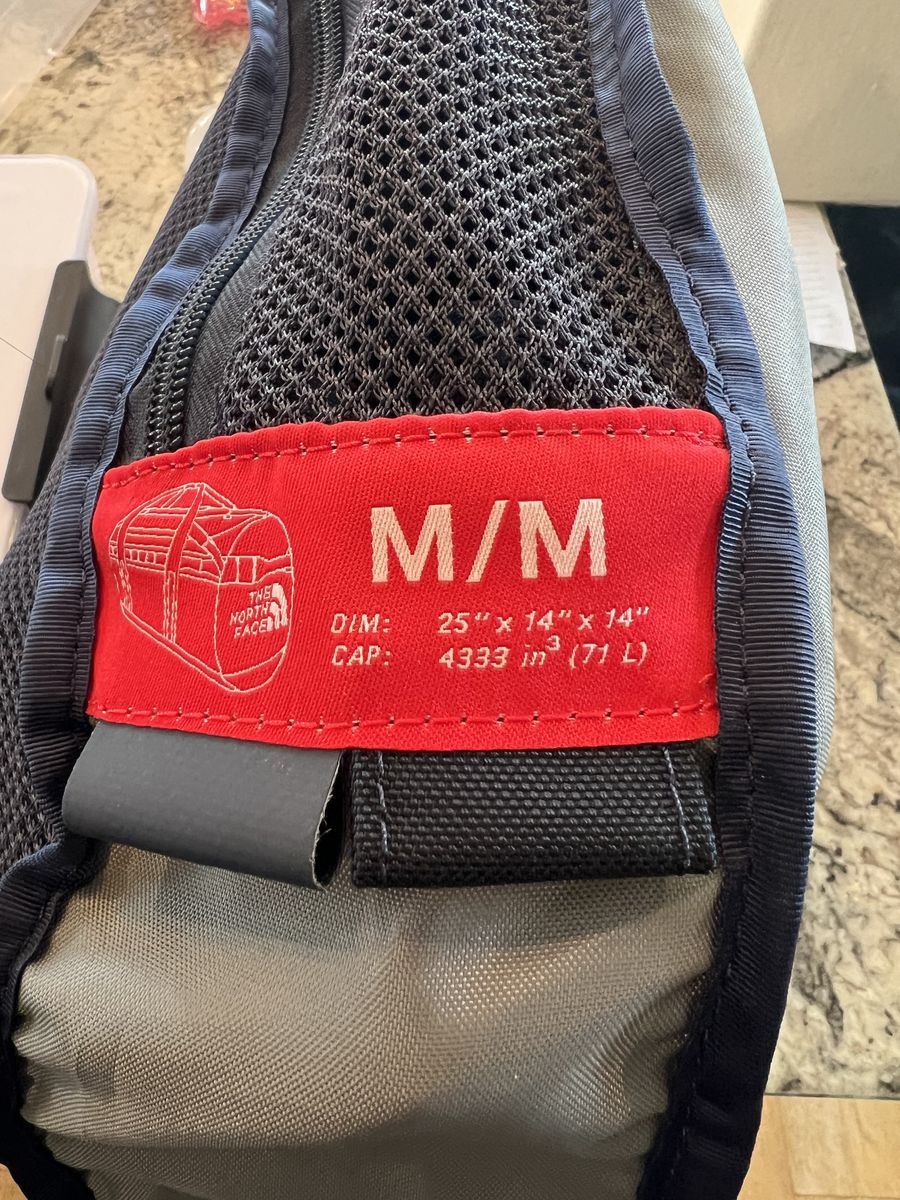 M/M
THE
NORTH
FACE
DIM: 25" x 14" x 14"
CAP: 4333 in³ (71 L)